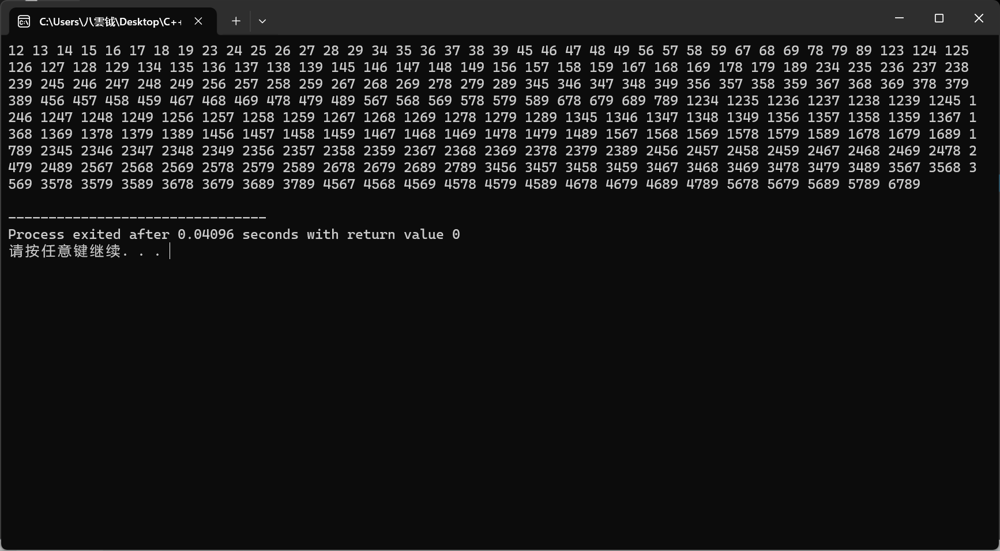 C:\Users\八雲钺\Desktop\C++
12 13 14 15 16 17 18 19 23 24 25 26 27 28 29 34 35 36 37 38 39 45 46 47 48 49 56 57 58 59 67 68 69 78 79 89 123 124 125
126 127 128 129 134 135 136 137 138 139 145 146 147 148 149 156 157 158 159 167 168 169 178 179 189 234 235 236 237 238
239 245 246 247 248 249 256 257 258 259 267 268 269 278 279 289 345 346 347 348 349 356 357 358 359 367 368 369 378 379
389 456 457 458 459 467 468 469 478 479 489 567 568 569 578 579 589 678 679 689 789 1234 1235 1236 1237 1238 1239 1245 1
246 1247 1248 1249 1256 1257 1258 1259 1267 1268 1269 1278 1279 1289 1345 1346 1347 1348 1349 1356 1357 1358 1359 1367 1
368 1369 1378 1379 1389 1456 1457 1458 1459 1467 1468 1469 1478 1479 1489 1567 1568 1569 1578 1579 1589 1678 1679 1689 1
789 2345 2346 2347 2348 2349 2356 2357 2358 2359 2367 2368 2369 2378 2379 2389 2456 2457 2458 2459 2467 2468 2469 2478 2
479 2489 2567 2568 2569 2578 2579 2589 2678 2679 2689 2789 3456 3457 3458 3459 3467 3468 3469 3478 3479 3489 3567 3568 3
569 3578 3579 3589 3678 3679 3689 3789 4567 4568 4569 4578 4579 4589 4678 4679 4689 4789 5678 5679 5689 5789 6789
--------------------------------
Process exited after 0.04096 seconds with return value 0
请按任意键继续. . .